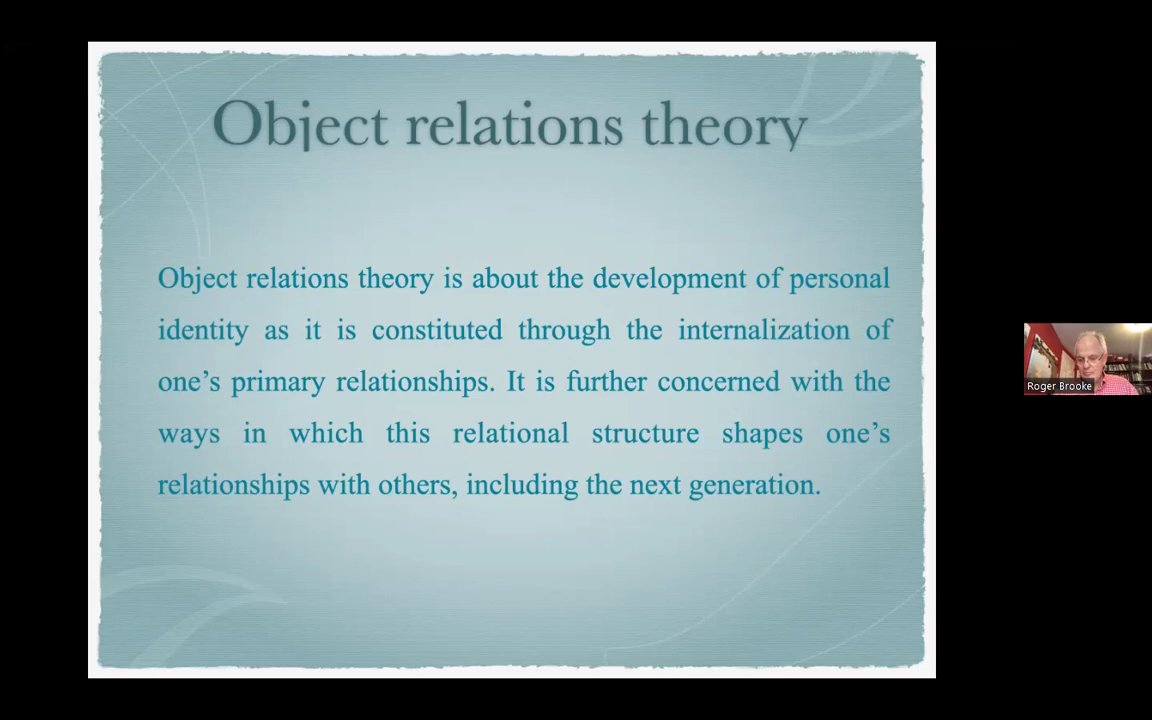 Object relations theory
Object relations theory is about the development of personal
identity as it is constituted through the internalization of
one’s primary relationships. It is further concerned with the
ways in which this relational structure shapes one’s
relationships with others, including the next generation.
Roger Brooke